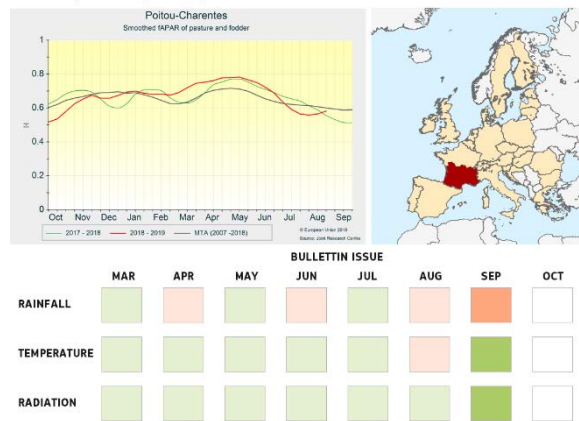 Poitou-Charentes
Smoothed fAPAR of pasture and fodder
1
0.8
0.6
0.4
0.2
0
H
Oct Nov Dec Jan Feb Mar Apr May Jun Jul Aug Sep
2017 - 2018 2018 - 2019 MTA (2007 -2018)
© European Union 2019
Source: Joint Research Centre
BULLETTIN ISSUE
MAR APR MAY JUN JUL AUG SEP OCT
RAINFALL
TEMPERATURE
RADIATION